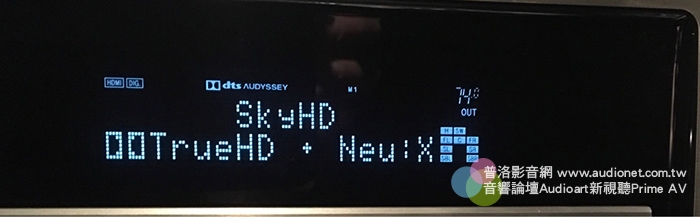 HDMI DIG. dts AUDYSSEY M1 74°
OUT
SkyHD
TrueHD + Neu:X
普洛影音網 www.audionet.com.tw
音響論壇Audioart新視聽Prime AV